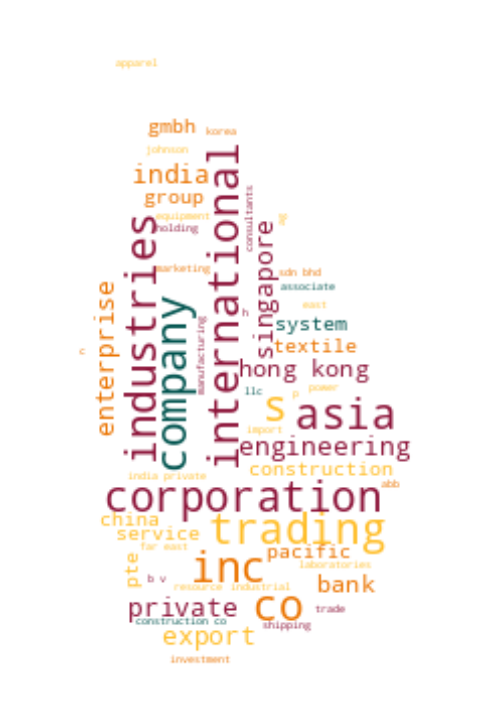 apparel
gmbh
korea
johnson
india
international
group
consultants
equipment
ag
industries
holding
singapore
marketing
sdn bhd
enterprise
associate
company
east
h
manufacturing
system
textile
c
hong kong
power
llc
p
s
asia
import
engineering
construction
india private
abb
corporation
china
trading
service
far east
pacific
inc
laboratories
pte
b v
bank
resource
industrial
co
private
trade
construction co
shipping
export
investment